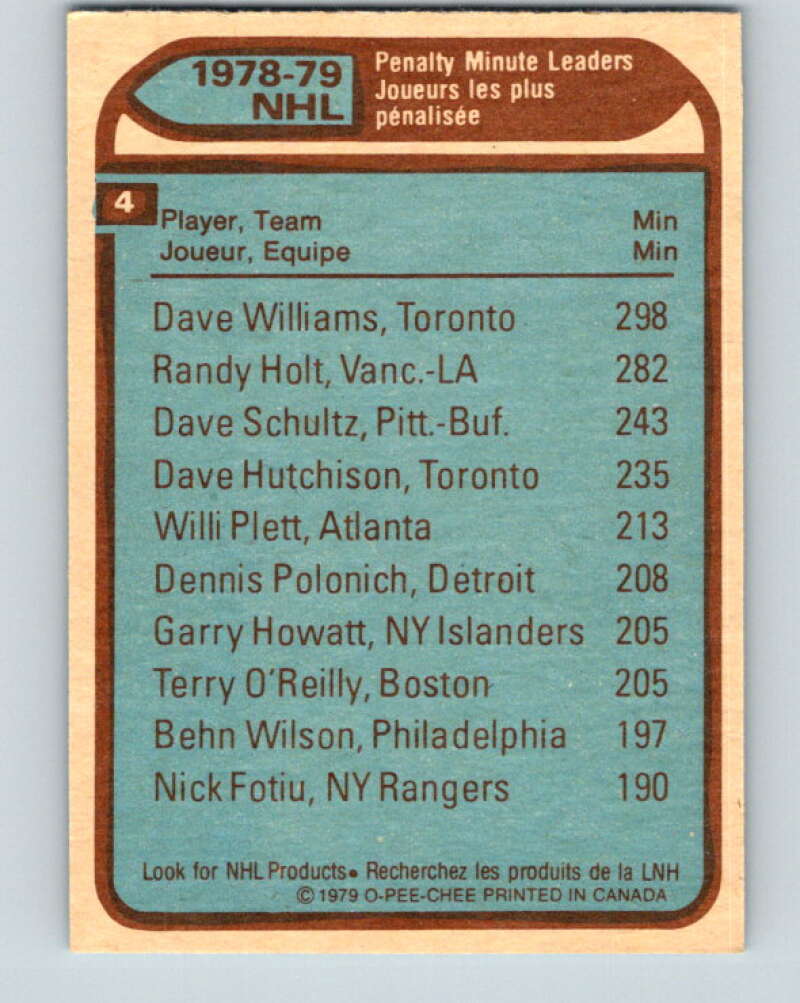 1978-79 NHL
Penalty Minute Leaders
Joueurs les plus
pénalisée
4
Player, Team Min
Joueur, Equipe Min
Dave Williams, Toronto 298
Randy Holt, Vanc.-LA 282
Dave Schultz, Pitt.-Buf. 243
Dave Hutchison, Toronto 235
Willi Plett, Atlanta 213
Dennis Polonich, Detroit 208
Garry Howatt, NY Islanders 205
Terry O'Reilly, Boston 205
Behn Wilson, Philadelphia 197
Nick Fotiu, NY Rangers 190
Look for NHL Products• Recherchez les produits de la LNH
© 1979 O-PEE-CHEE PRINTED IN CANADA